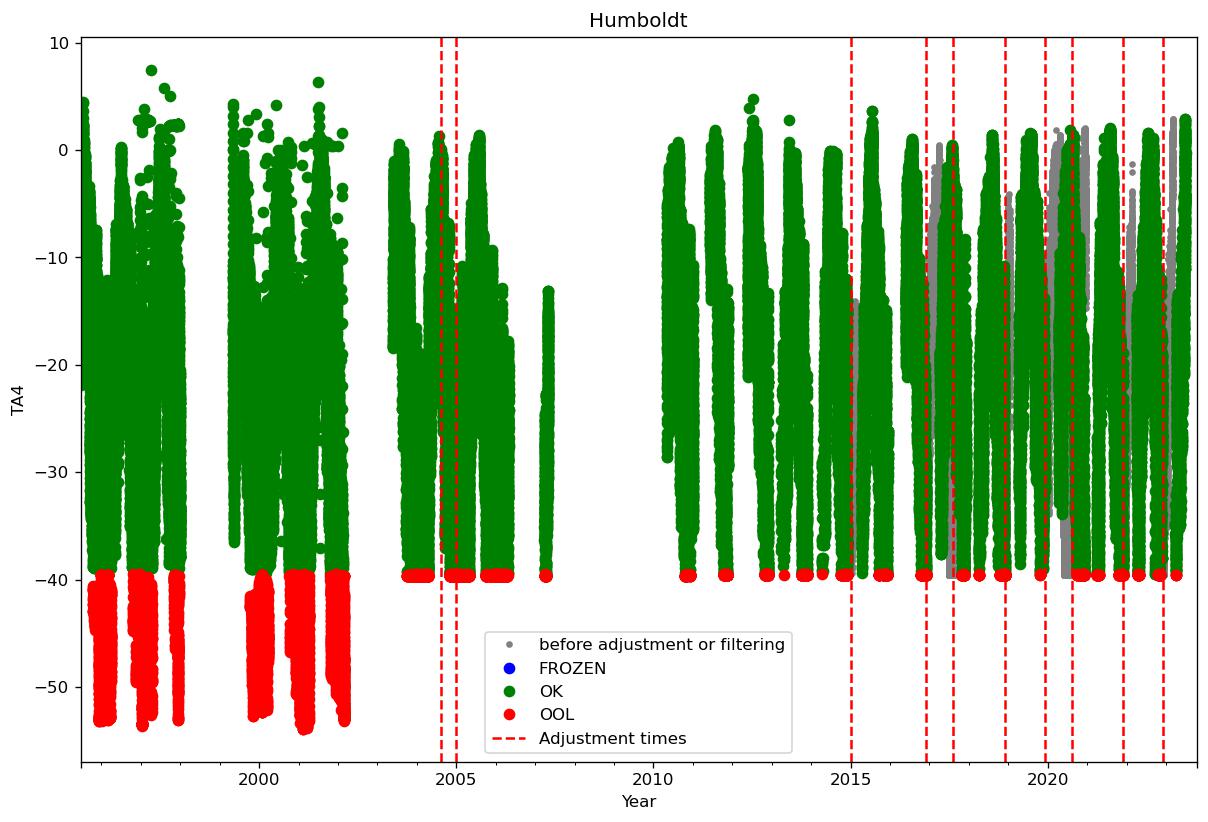 Humboldt
10
0
−10
−20
−30
−40
−50
TA4
before adjustment or filtering
FROZEN
OK
OOL
Adjustment times
2000
2005
2010
2015
2020
Year